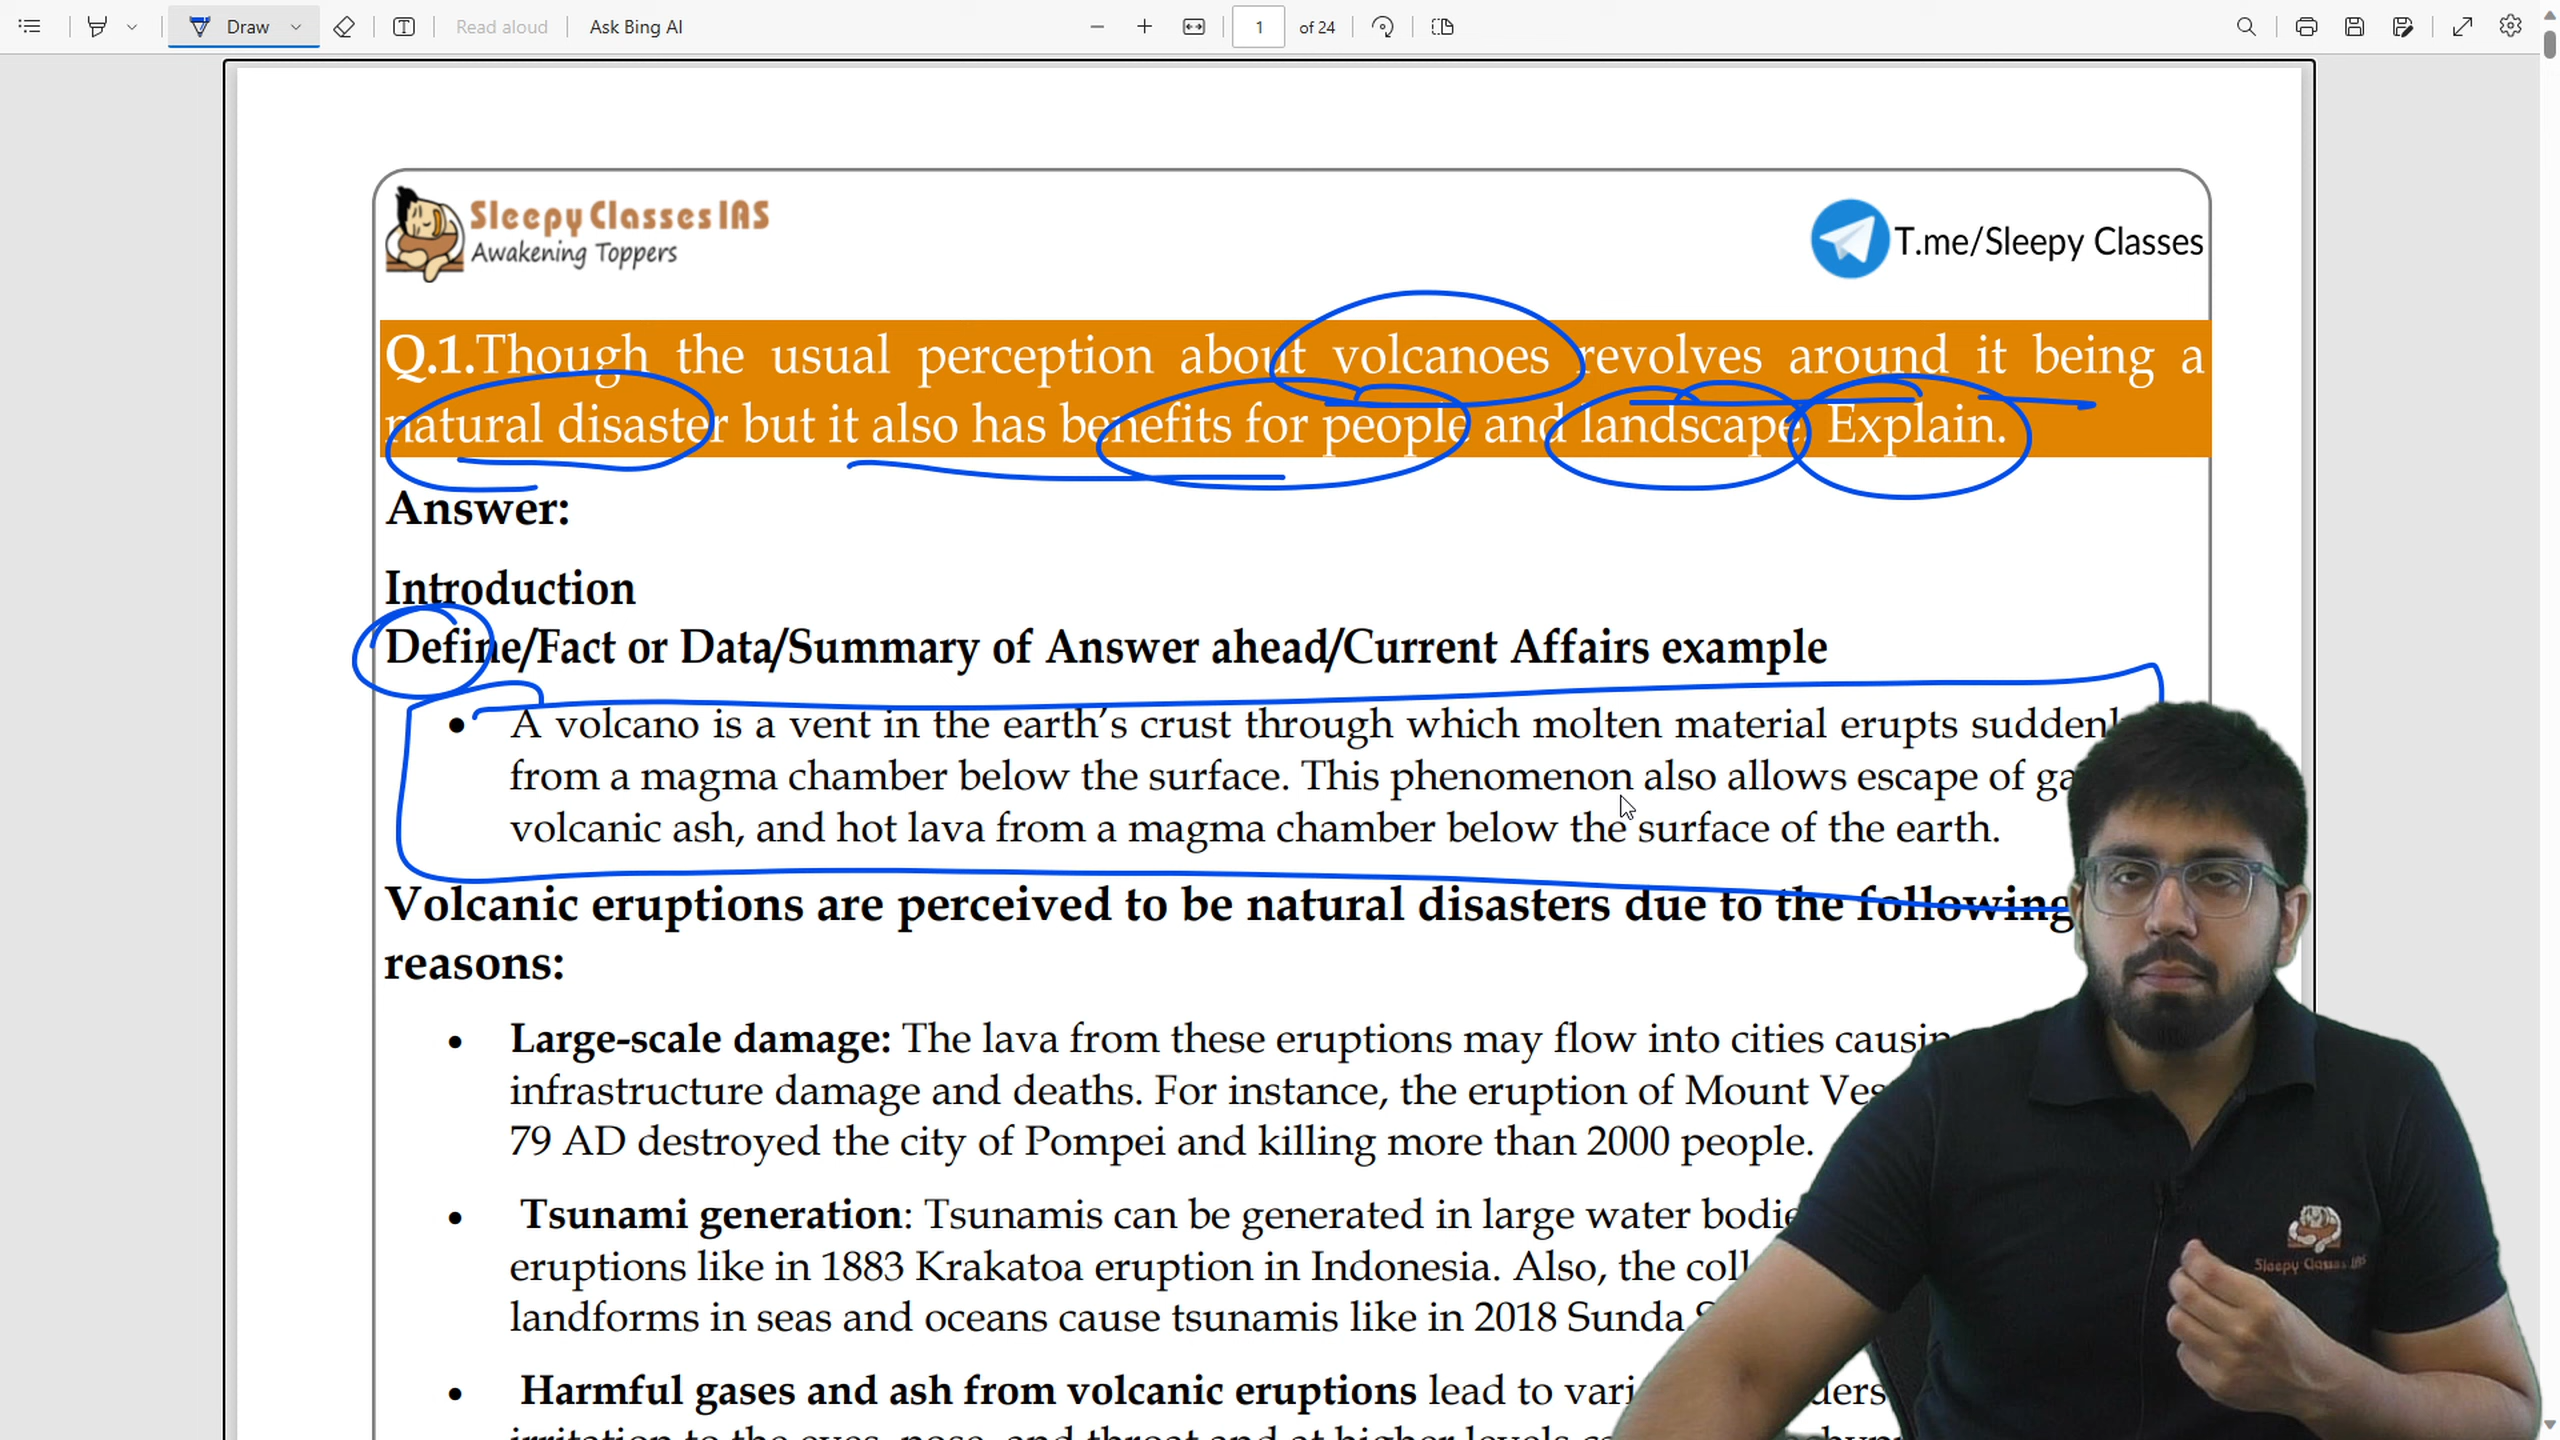 Draw
Read aloud
Ask Bing AI
1
of 24
Sleepy Classes IAS
Awakening Toppers
T.me/Sleepy Classes
Q.1.Though the usual perception about volcanoes revolves around it being a
natural disaster but it also has benefits for people and landscape. Explain.
Answer:
Introduction
Define/Fact or Data/Summary of Answer ahead/Current Affairs example
• A volcano is a vent in the earth’s crust through which molten material erupts
from a magma chamber below the surface. This phenomenon also allows escape of
volcanic ash, and hot lava from a magma chamber below the surface of the earth.
Volcanic eruptions are perceived to be natural disasters due to the following
reasons:
• Large-scale damage: The lava from these eruptions may flow into cities
infrastructure damage and deaths. For instance, the eruption of Mount
79 AD destroyed the city of Pompei and killing more than 2000 people.
• Tsunami generation: Tsunamis can be generated in large water
eruptions like in 1883 Krakatoa eruption in Indonesia. Also, the
landforms in seas and oceans cause tsunamis like in 2018 Sunda
• Harmful gases and ash from volcanic eruptions lead to
Sleepy Classes IAS